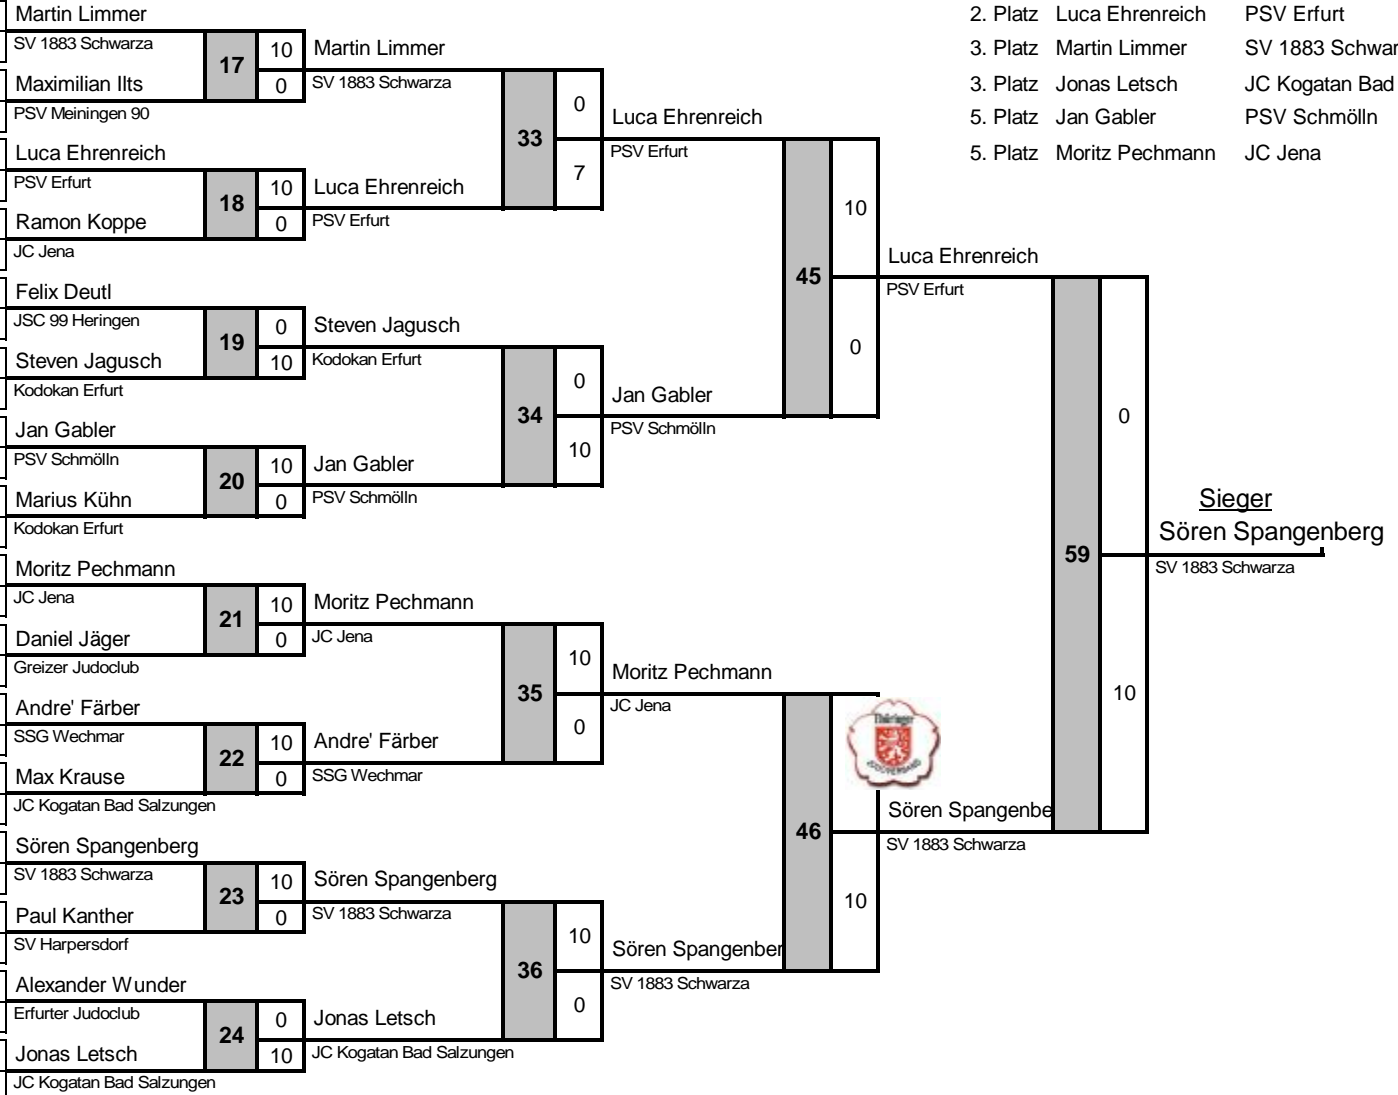 2. Platz Luca Ehrenreich PSV Erfurt
3. Platz Martin Limmer SV 1883 Schwar
3. Platz Jonas Letsch JC Kogatan Bad
5. Platz Jan Gabler PSV Schmölln
5. Platz Moritz Pechmann JC Jena
Martin Limmer
SV 1883 Schwarza
17
10
0
Maximilian Ilts
PSV Meiningen 90
Luca Ehrenreich
PSV Erfurt
18
10
0
Ramon Koppe
JC Jena
Felix Deutl
JSC 99 Heringen
19
0
10
Steven Jagusch
Kodokan Erfurt
Jan Gabler
PSV Schmölln
20
10
0
Marius Kühn
Kodokan Erfurt
Moritz Pechmann
JC Jena
21
10
0
Daniel Jäger
Greizer Judoclub
Andre' Färber
SSG Wechmar
22
10
0
Max Krause
JC Kogatan Bad Salzungen
Sören Spangenberg
SV 1883 Schwarza
23
10
0
Paul Kanther
SV Harpersdorf
Alexander Wunder
Erfurter Judoclub
24
0
10
Jonas Letsch
JC Kogatan Bad Salzungen
Martin Limmer
SV 1883 Schwarza
33
0
7
Luca Ehrenreich
PSV Erfurt
Steven Jagusch
Kodokan Erfurt
34
0
10
Jan Gabler
PSV Schmölln
Moritz Pechmann
JC Jena
35
10
0
Andre' Färber
SSG Wechmar
Sören Spangenberg
SV 1883 Schwarza
36
10
0
Jonas Letsch
JC Kogatan Bad Salzungen
Luca Ehrenreich
PSV Erfurt
45
10
0
Jan Gabler
PSV Schmölln
Moritz Pechmann
JC Jena
46
10
Sören Spangenber
SV 1883 Schwarza
Thüringer
JUDOVERBAND
Luca Ehrenreich
PSV Erfurt
59
0
10
Sören Spangenbe
SV 1883 Schwarza
Sieger
Sören Spangenberg
SV 1883 Schwarza